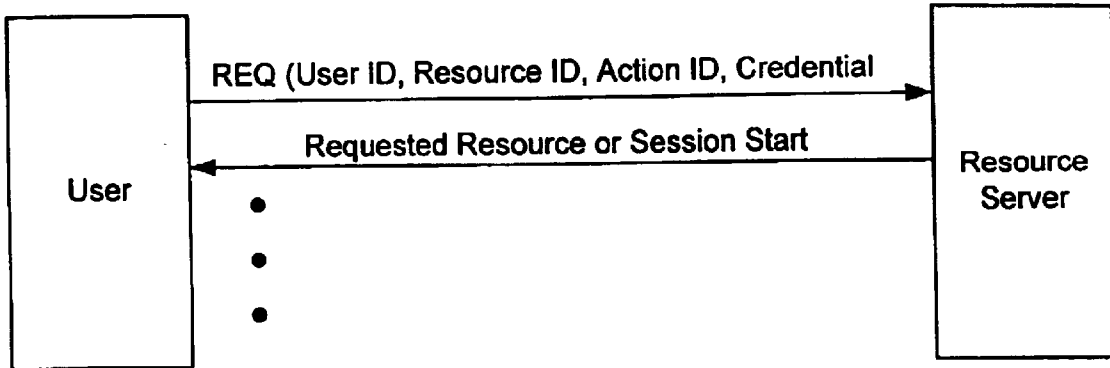 REQ (User ID, Resource ID, Action ID, Credential
Requested Resource or Session Start
User
Resource
Server